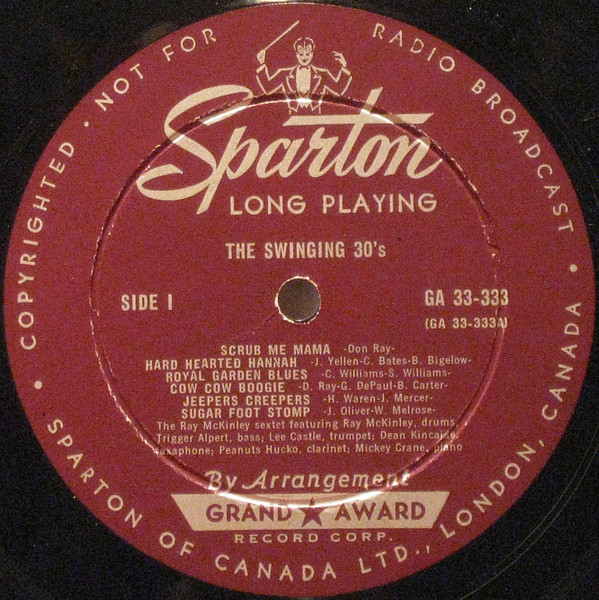 COPYRIGHTED · NOT FOR RADIO BROADCAST ·
Sparton
LONG PLAYING
THE SWINGING 30's
SIDE I
GA 33-333
(GA 33-333A)
SCRUB ME MAMA -Don Ray-
HARD HEARTED HANNAH -J. Yellen-C. Bates-B. Bigelow-
ROYAL GARDEN BLUES -C. Williams-S. Williams-
COW COW BOOGIE -D. Ray-G. DePaul-B. Carter-
JEEPERS CREEPERS -H. Waren-J. Mercer-
SUGAR FOOT STOMP -J. Oliver-W. Melrose-
The Ray McKinley sextet featuring Ray McKinley, drums,
Trigger Alpert, bass; Lee Castle, trumpet; Dean Kincaide,
saxaphone; Peanuts Hucko, clarinet; Mickey Crane, piano
By Arrangement
GRAND ★ AWARD
RECORD CORP.
· SPARTON OF CANADA LTD., LONDON, CANADA ·